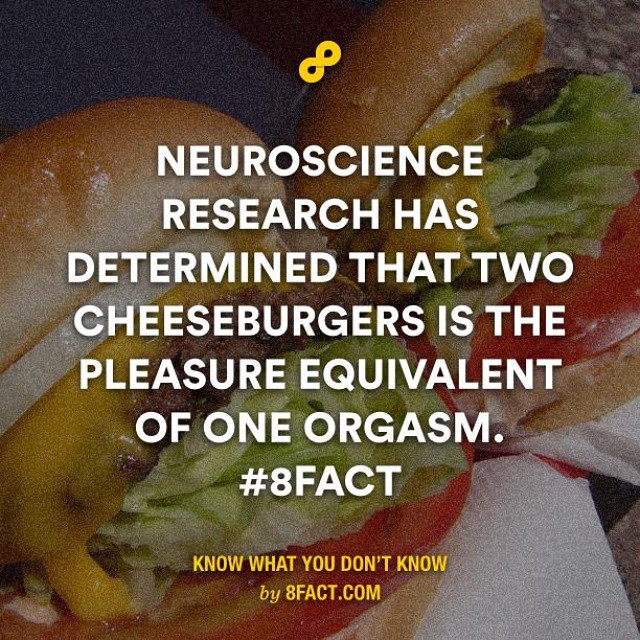 NEUROSCIENCE
RESEARCH HAS
DETERMINED THAT TWO
CHEESEBURGERS IS THE
PLEASURE EQUIVALENT
OF ONE ORGASM.
#8FACT
KNOW WHAT YOU DON'T KNOW
by 8FACT.COM